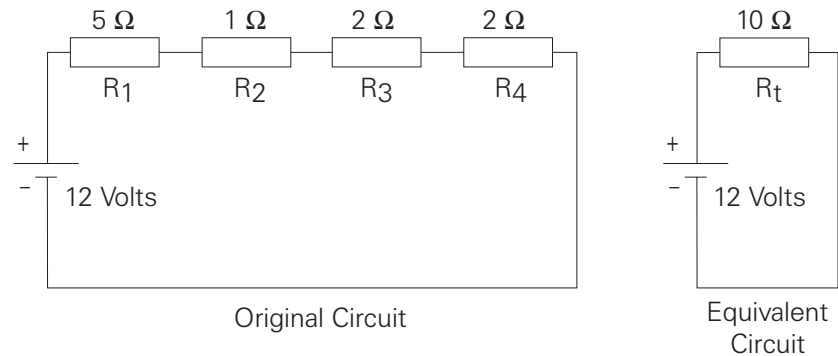 5 Ω 1 Ω 2 Ω 2 Ω
R1 R2 R3 R4
+
−
12 Volts
Original Circuit
10 Ω
Rt
+
−
12 Volts
Equivalent
Circuit